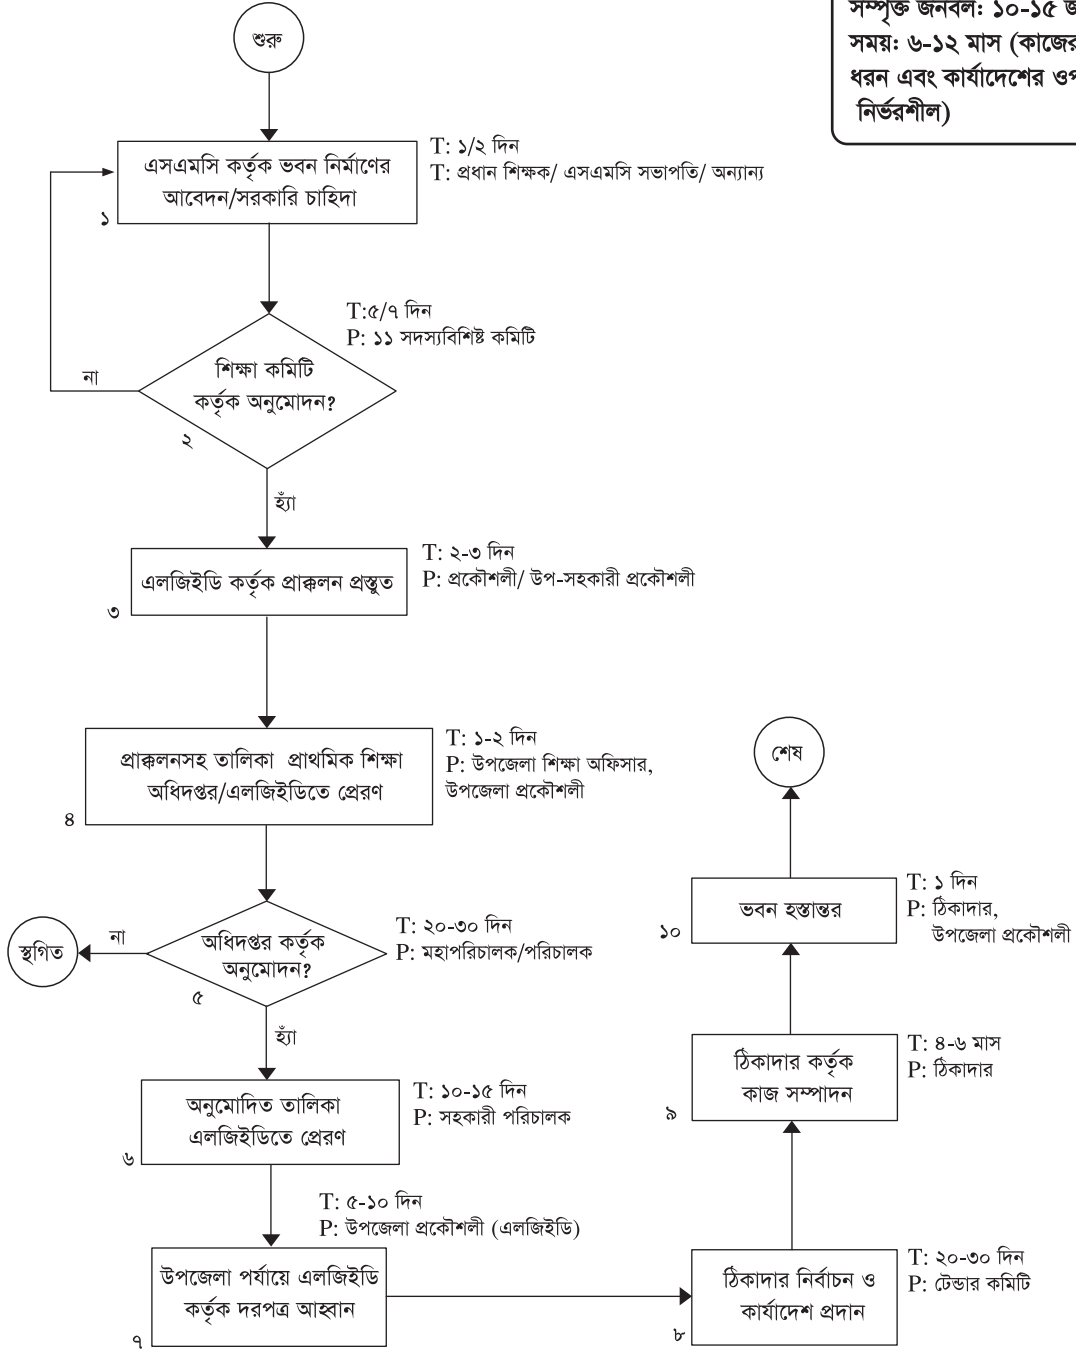 সম্পৃক্ত জনবল: ১০-১৫
সময়: ৬-১২ মাস (কাজের
ধরন এবং কার্যাদেশের
নির্ভরশীল)
শুরু
T: ১/২ দিন
T: প্রধান শিক্ষক/ এসএমসি সভাপতি/ অন্যান্য
এসএমসি কর্তৃক ভবন নির্মাণের
আবেদন/সরকারি চাহিদা
১
T:৫/৭ দিন
P: ১১ সদস্যবিশিষ্ট কমিটি
শিক্ষা কমিটি
কর্তৃক অনুমোদন?
না
২
হ্যাঁ
T: ২-৩ দিন
P: প্রকৌশলী/ উপ-সহকারী প্রকৌশলী
এলজিইডি কর্তৃক প্রাক্কলন প্রস্তুত
৩
T: ১-২ দিন
P: উপজেলা শিক্ষা অফিসার,
উপজেলা প্রকৌশলী
প্রাক্কলনসহ তালিকা প্রাথমিক শিক্ষা
অধিদপ্তর/এলজিইডিতে প্রেরণ
৪
T: ২০-৩০ দিন
P: মহাপরিচালক/পরিচালক
অধিদপ্তর কর্তৃক
অনুমোদন?
না
স্থগিত
৫
হ্যাঁ
T: ১০-১৫ দিন
P: সহকারী পরিচালক
অনুমোদিত তালিকা
এলজিইডিতে প্রেরণ
৬
T: ৫-১০ দিন
P: উপজেলা প্রকৌশলী (এলজিইডি)
উপজেলা পর্যায়ে এলজিইডি
কর্তৃক দরপত্র আহ্বান
৭
ঠিকাদার নির্বাচন ও
কার্যাদেশ প্রদান
৮
T: ২০-৩০ দিন
P: টেন্ডার কমিটি
ঠিকাদার কর্তৃক
কাজ সম্পাদন
৯
T: ৪-৬ মাস
P: ঠিকাদার
ভবন হস্তান্তর
১০
T: ১ দিন
P: ঠিকাদার,
উপজেলা প্রকৌশলী
শেষ